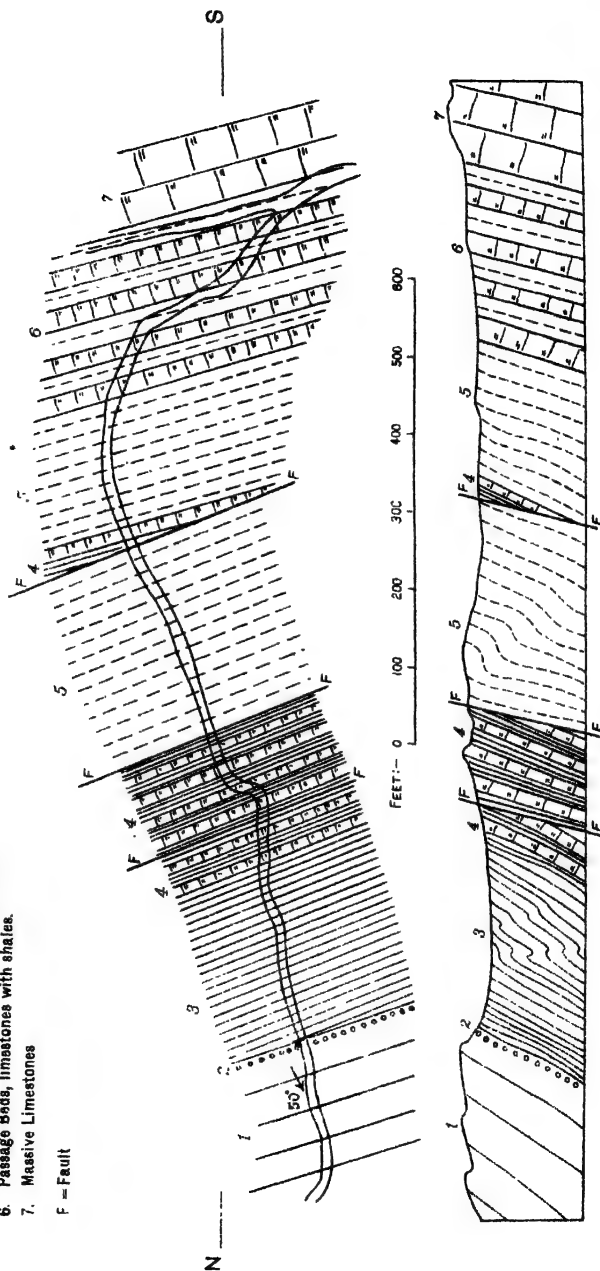 6. Passage Beds, limestones with shales.
7. Massive Limestones
F = Fault
N
S
1
2
3
4
F
4
F
5
F
4
6
7
50°
F
F
F
FEET:- 0 100 200 300 400 500 600
1
2
3
4
F
4
F
5
F
4
5
6
7
F
F
F